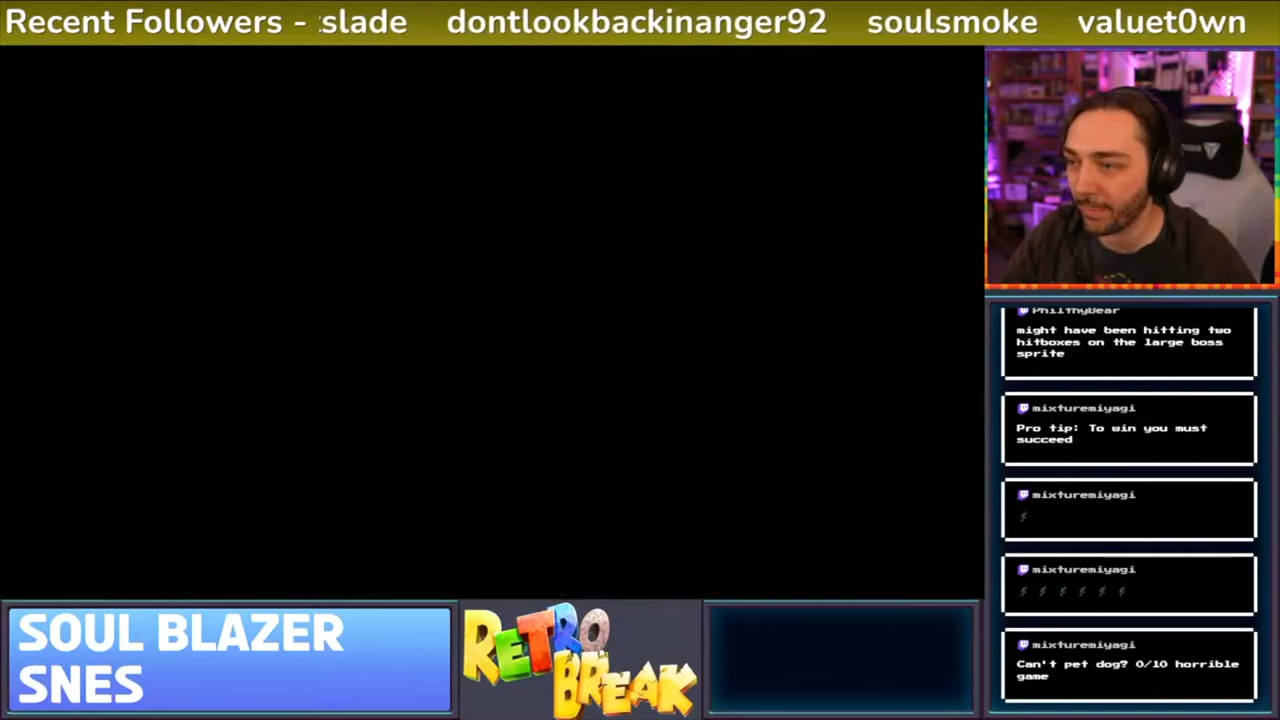 Recent Followers - slade dontlookbackinanger92 soulsmoke valuet0wn
PhilthyBear
might have been hitting two
hitboxes on the large boss
sprite
mixturemiyagi
Pro tip: To win you must
succeed
mixturemiyagi
mixturemiyagi
mixturemiyagi
Can't pet dog? 0/10 horrible
game
SOUL BLAZER
SNES
RETRO
BREAK